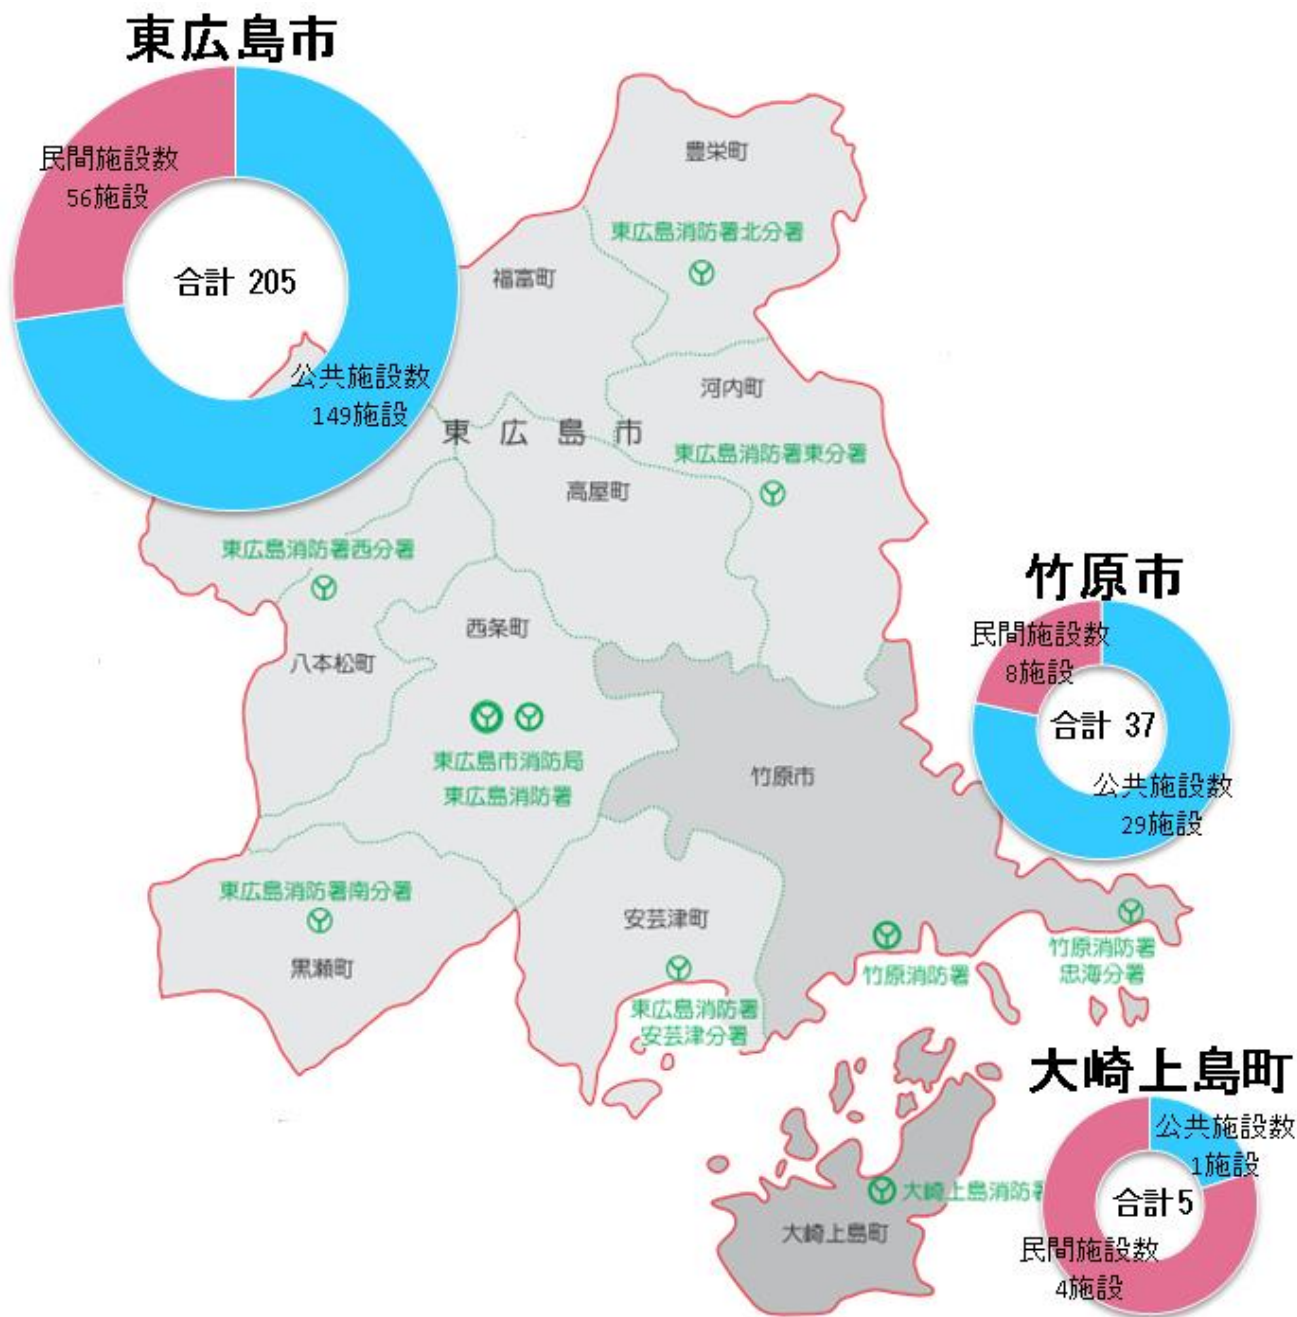 東広島市
民間施設数
56施設
合計 205
公共施設数
149施設
豊栄町
東広島消防署北分署
福富町
河内町
東広島市
東広島消防署東分署
高屋町
東広島消防署西分署
西条町
八本松町
東広島市消防局
東広島消防署
竹原市
民間施設数
8施設
合計 37
公共施設数
29施設
竹原市
東広島消防署南分署
黒瀬町
安芸津町
東広島消防署
安芸津分署
竹原消防署
竹原消防署
忠海分署
大崎上島町
公共施設数
1施設
合計5
民間施設数
4施設
大崎上島消防署
大崎上島町